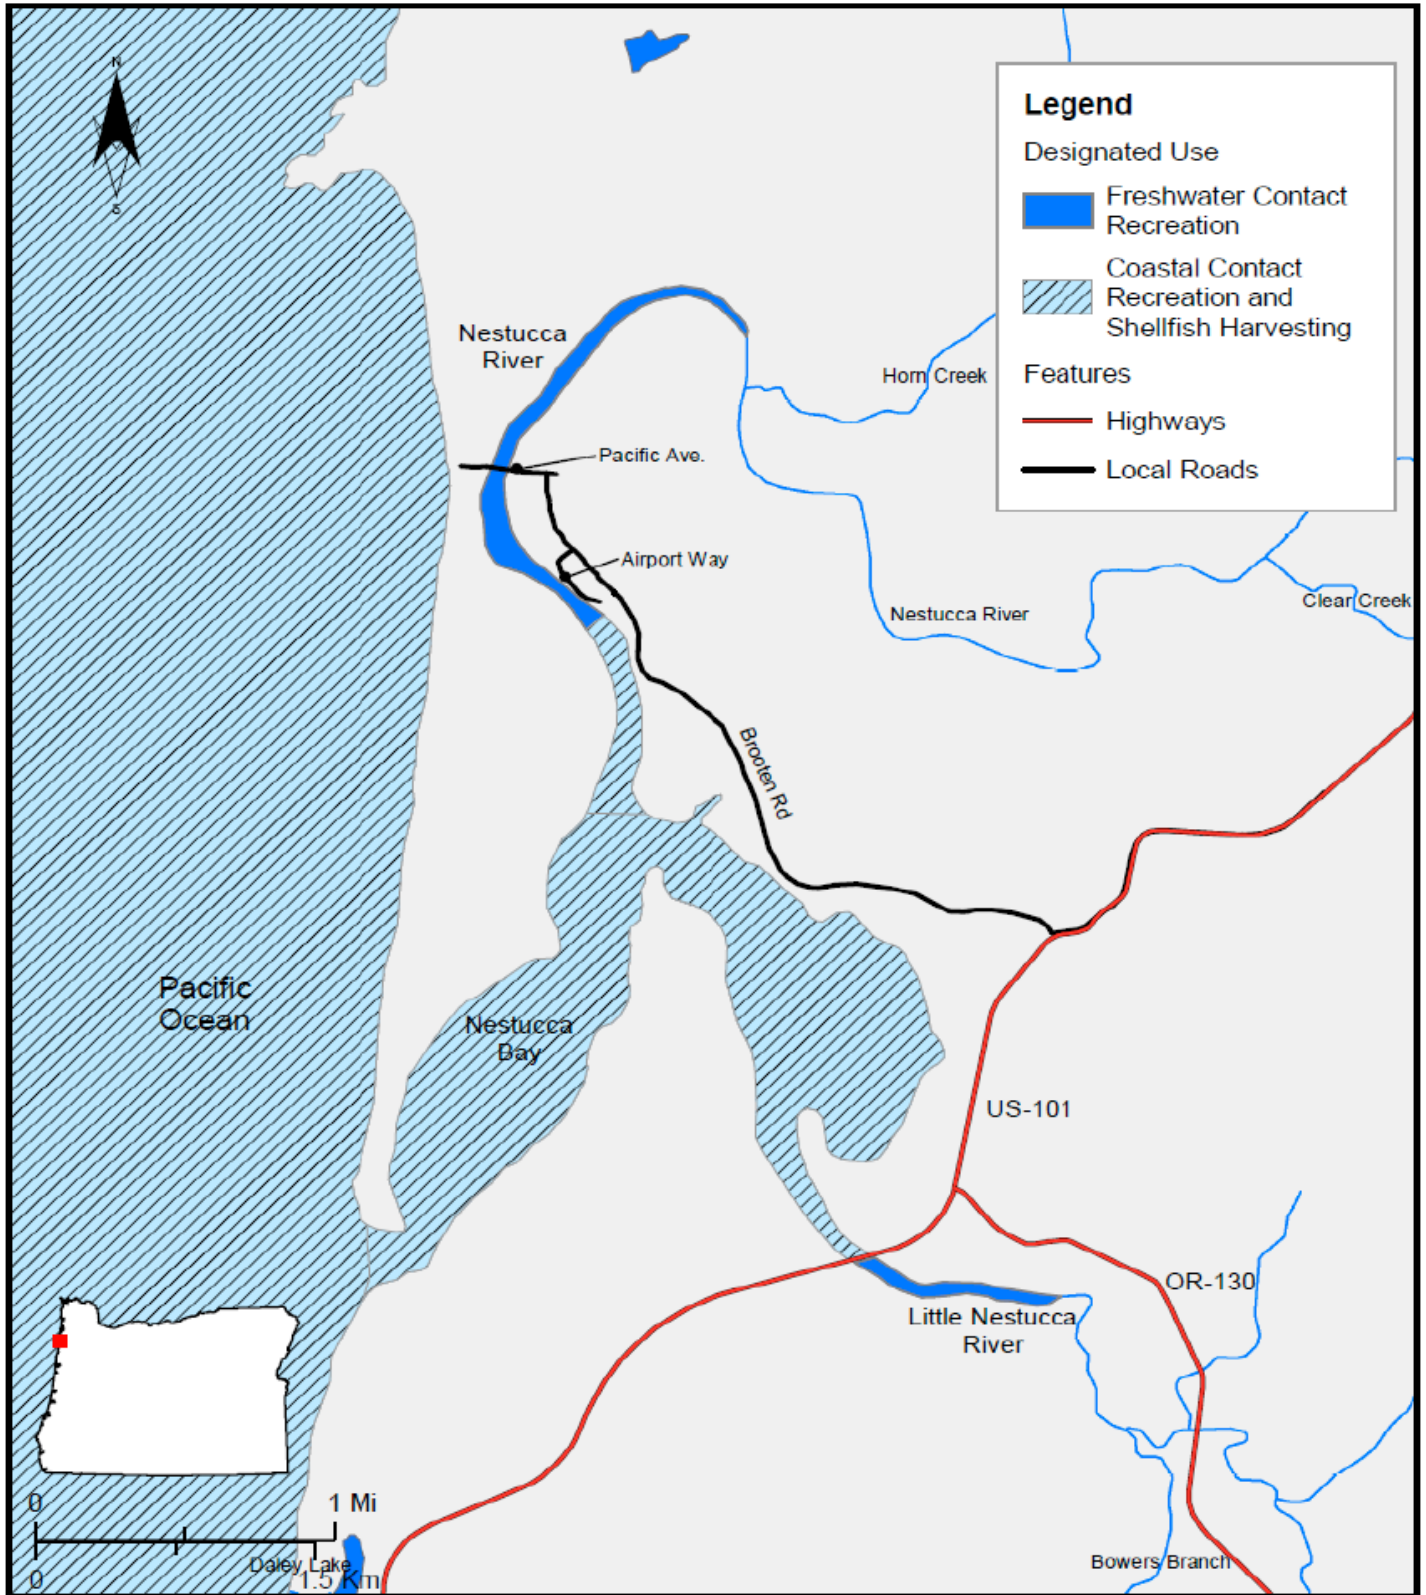 N
S
Legend
Designated Use
Freshwater Contact
Recreation
Coastal Contact
Recreation and
Shellfish Harvesting
Features
Highways
Local Roads
Nestucca
River
Horn Creek
Pacific Ave.
Airport Way
Nestucca River
Clear Creek
Brooten Rd
Pacific
Ocean
Nestucca
Bay
US-101
OR-130
Little Nestucca
River
0
1 Mi
Daley Lake
0
1.5 Km
Bowers Branch